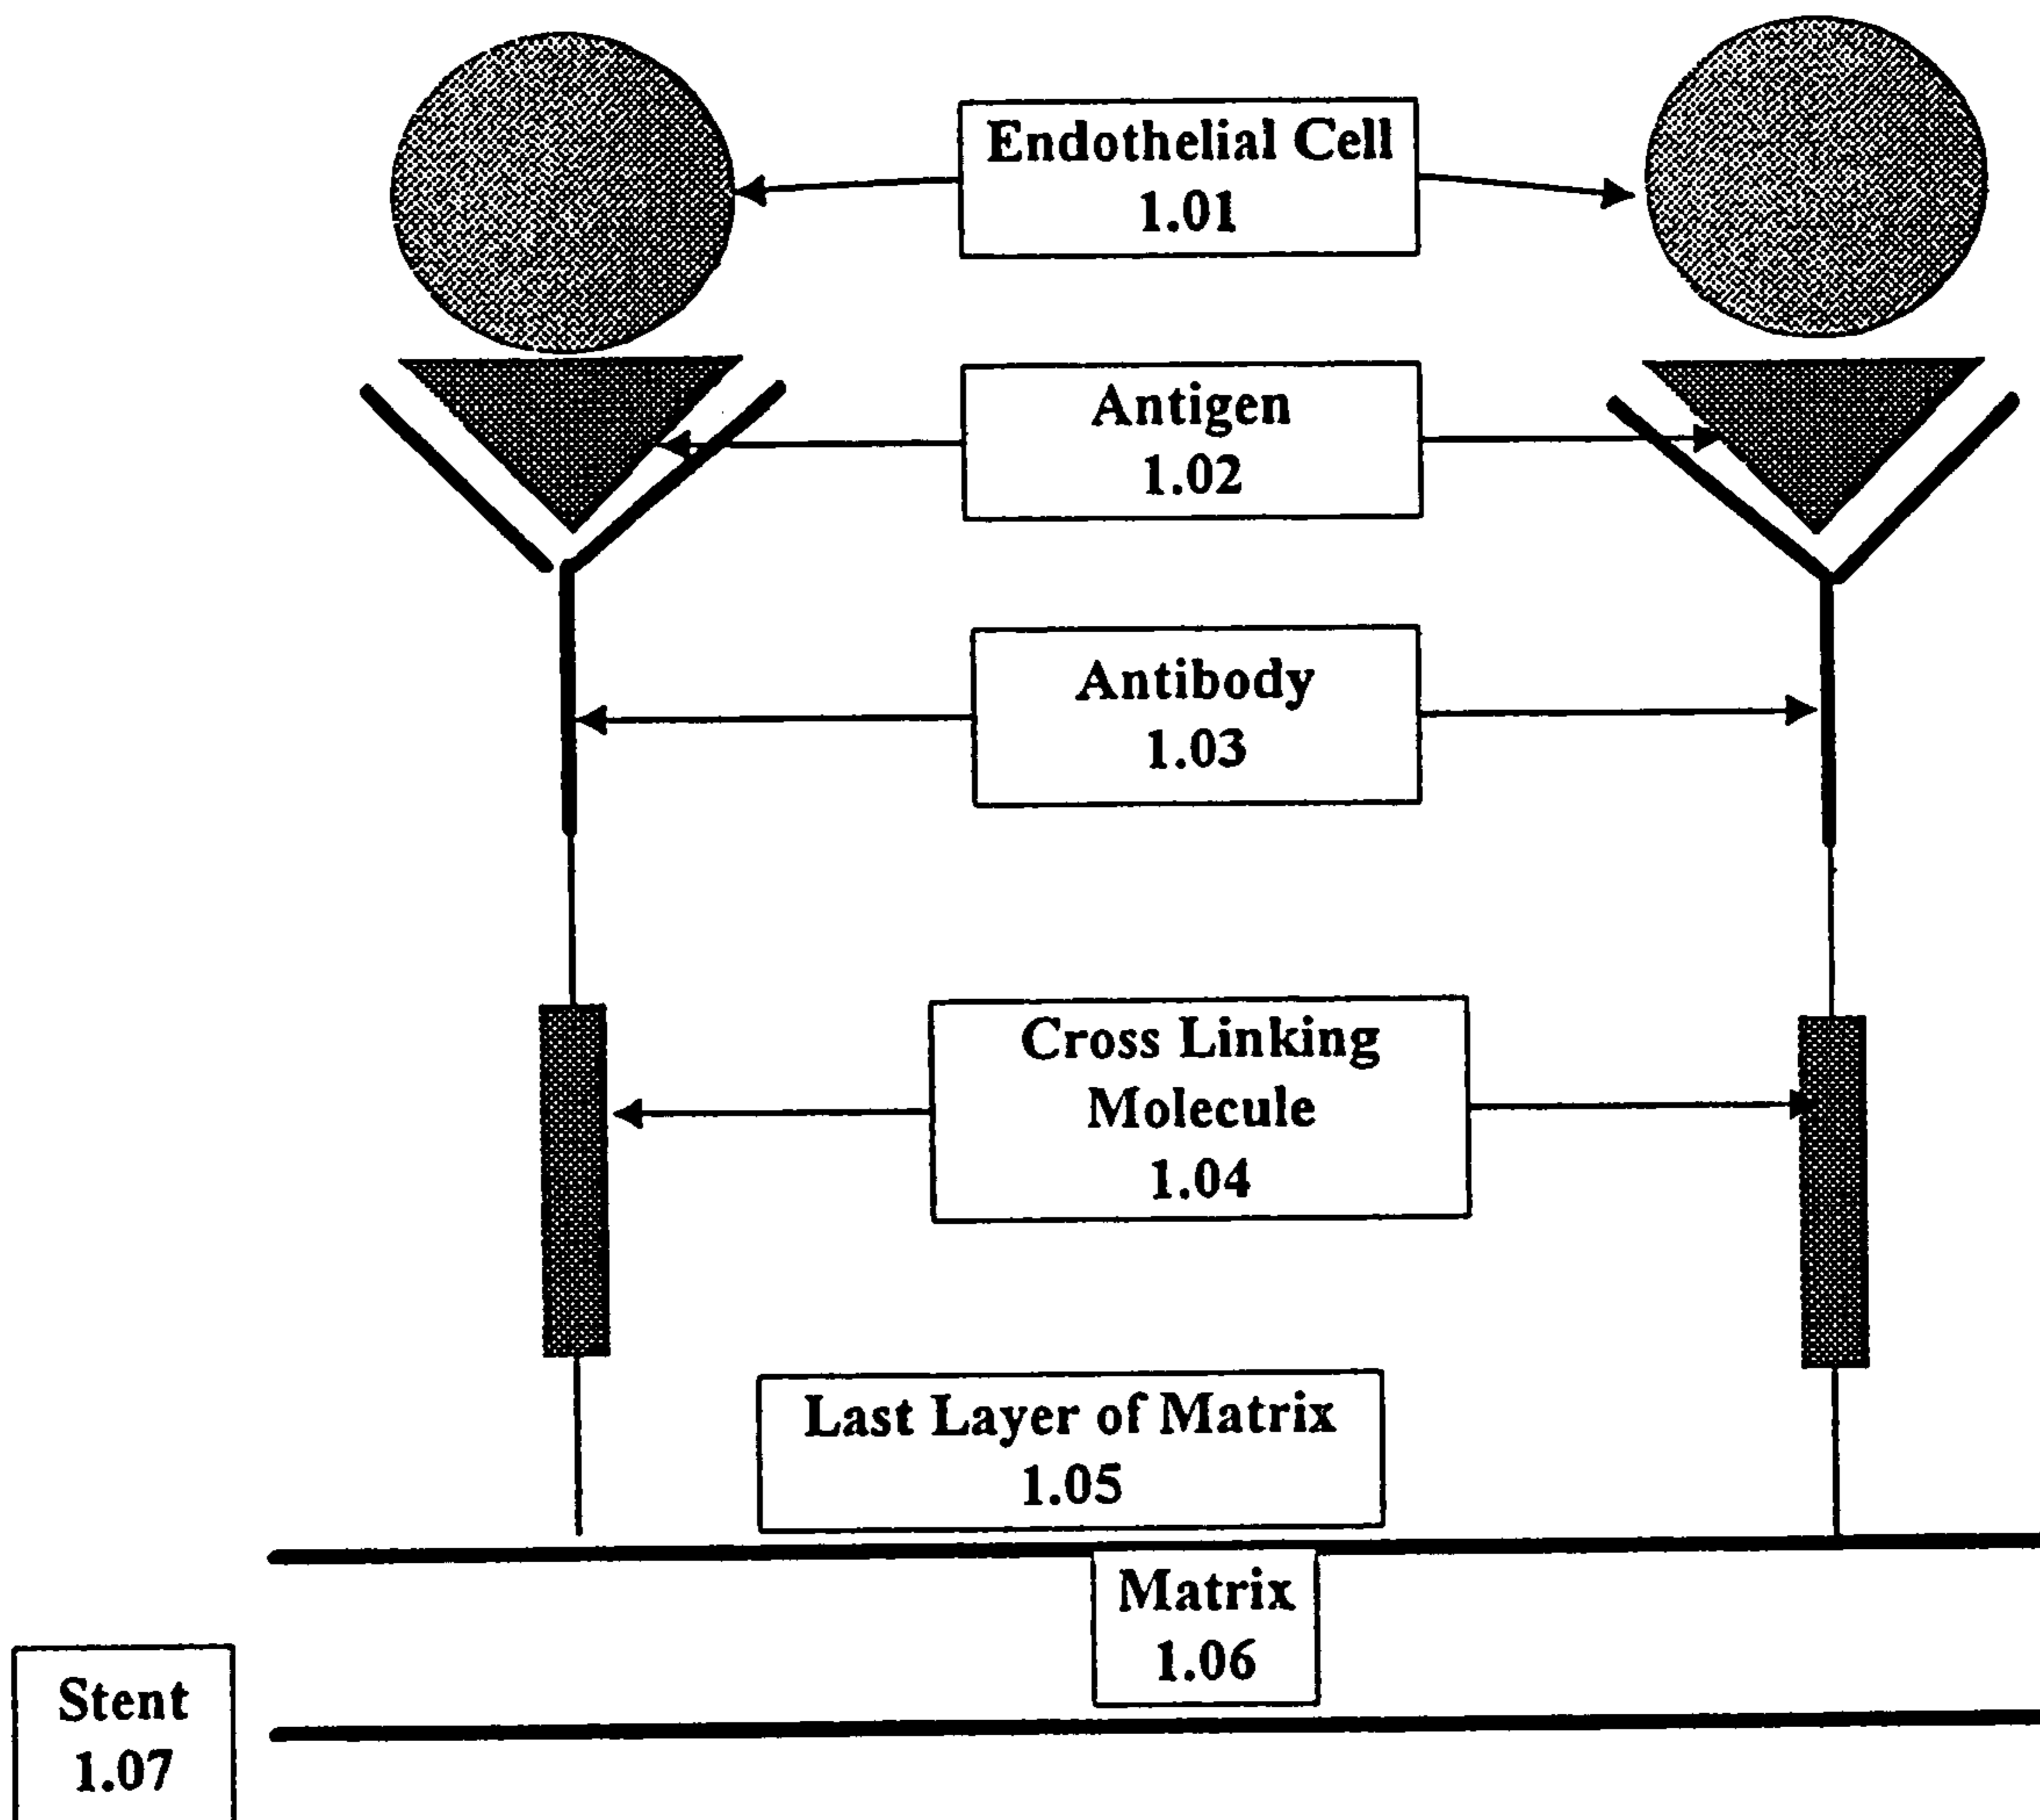 Endothelial Cell
1.01
Antigen
1.02
Antibody
1.03
Cross Linking
Molecule
1.04
Last Layer of Matrix
1.05
Matrix
1.06
Stent
1.07